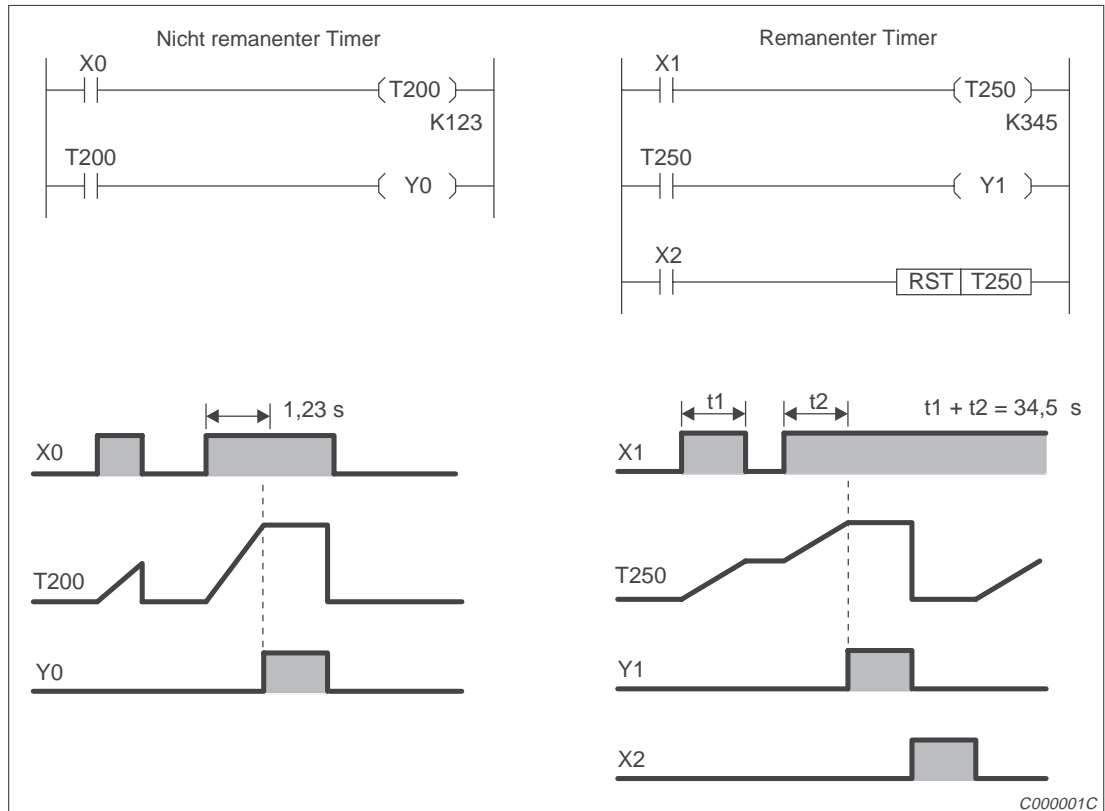 Nicht remanenter Timer
X0
T200
K123
T200
Y0
Remanenter Timer
X1
T250
K345
T250
Y1
X2
RST T250
1,23 s
X0
T200
Y0
t1 t2 t1 + t2 = 34,5 s
X1
T250
Y1
X2
C000001C